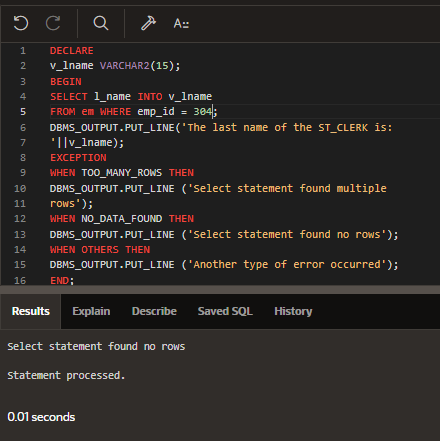 A::
1 DECLARE
2 v_lname VARCHAR2(15);
3 BEGIN
4 SELECT l_name INTO v_lname
5 FROM em WHERE emp_id = 304;
6 DBMS_OUTPUT.PUT_LINE('The last name of the ST_CLERK is:
7 '||v_lname);
8 EXCEPTION
9 WHEN TOO_MANY_ROWS THEN
10 DBMS_OUTPUT.PUT_LINE ('Select statement found multiple
11 rows');
12 WHEN NO_DATA_FOUND THEN
13 DBMS_OUTPUT.PUT_LINE ('Select statement found no rows');
14 WHEN OTHERS THEN
15 DBMS_OUTPUT.PUT_LINE ('Another type of error occurred');
16 END;
Results Explain Describe Saved SQL History
Select statement found no rows
Statement processed.
0.01 seconds